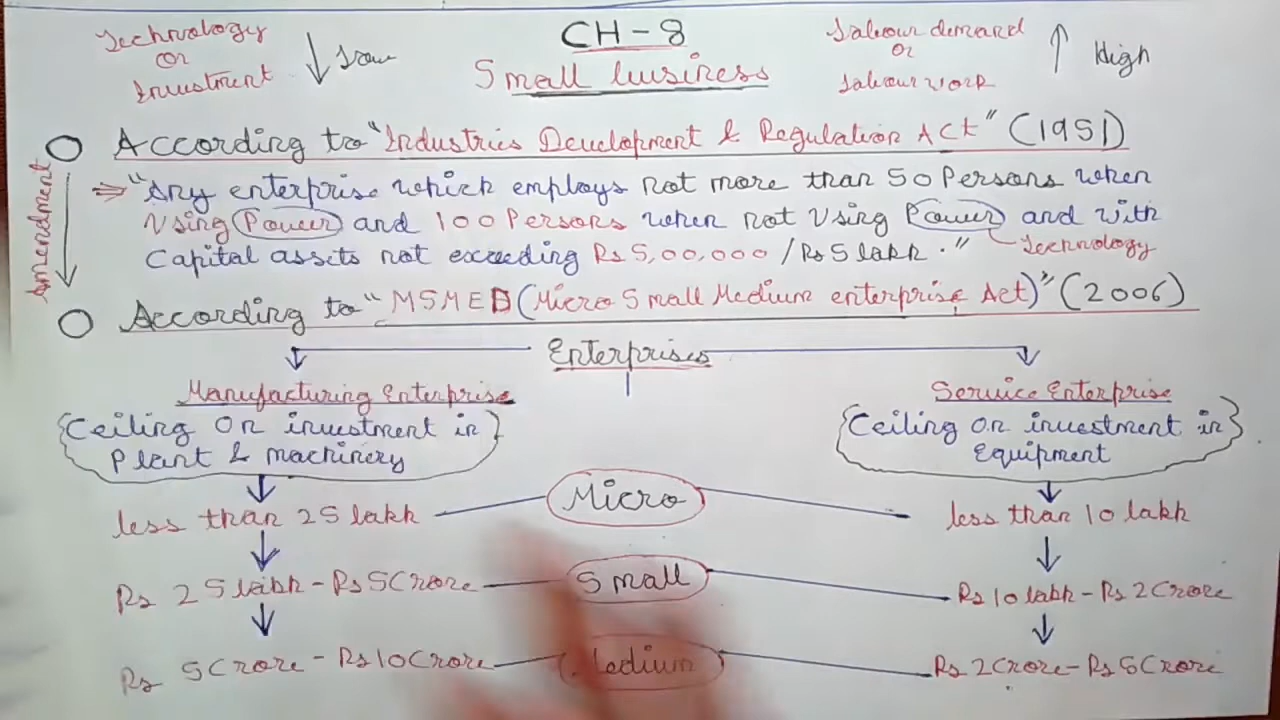 CH-8
Small business
Technology
or
Investment
↓ Low
Labour demand
or
Labour work
↑ High
Amendment
According to "Industries Development & Regulation ACt" (1951)
⇒ "Any enterprise which employs not more than 50 Persons when
Using Power and 100 Persons when not Using Power and with
Capital assets not exceeding Rs 5,00,000 / Rs 5 lakh."
Technology
According to "MSMED (Micro Small Medium enterprise Act)" (2006)
Enterprises
Manufacturing Enterprise
Service Enterprise
Ceiling On investment in
Plant & machinery
Ceiling On investment in
Equipment
less than 25 lakh
Micro
less than 10 lakh
Rs 25 lakh - Rs 5 Crore
Small
Rs 10 lakh - Rs 2 Crore
Rs 5 Crore - Rs 10 Crore
Medium
Rs 2 Crore - Rs 5 Crore